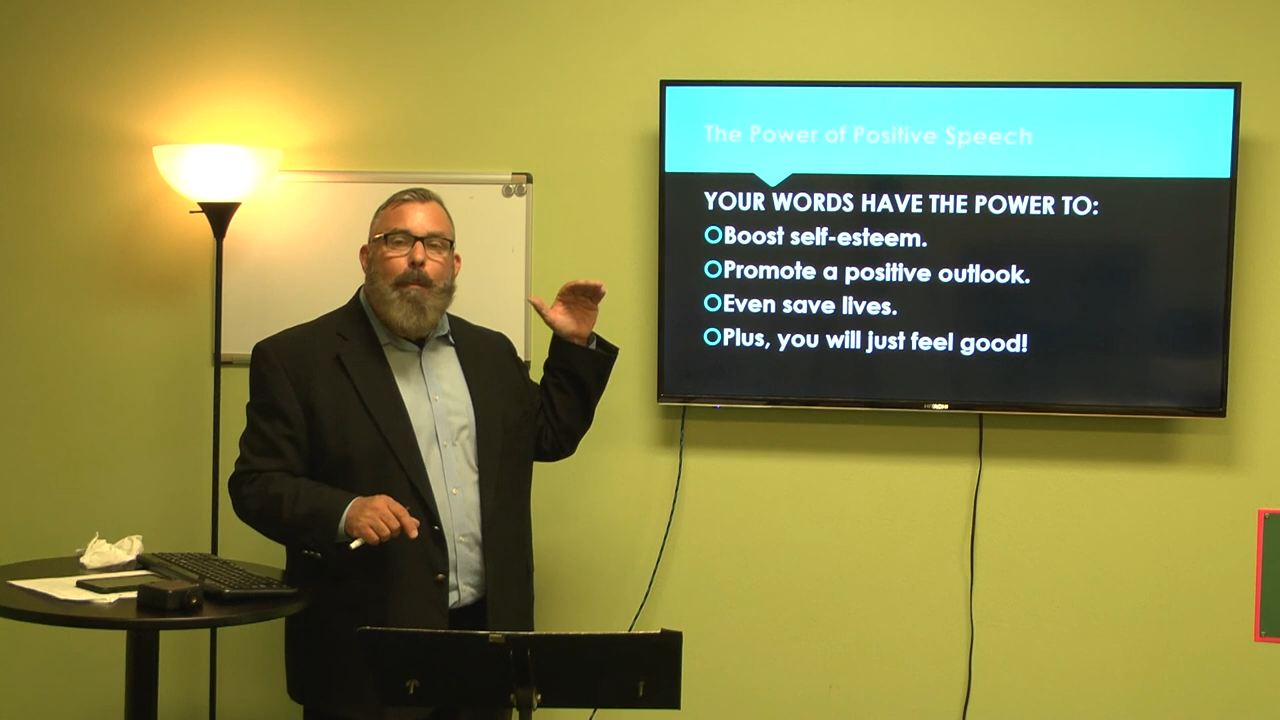 The Power of Positive Speech
YOUR WORDS HAVE THE POWER TO:
Boost self-esteem.
Promote a positive outlook.
Even save lives.
Plus, you will just feel good!
HITACHI